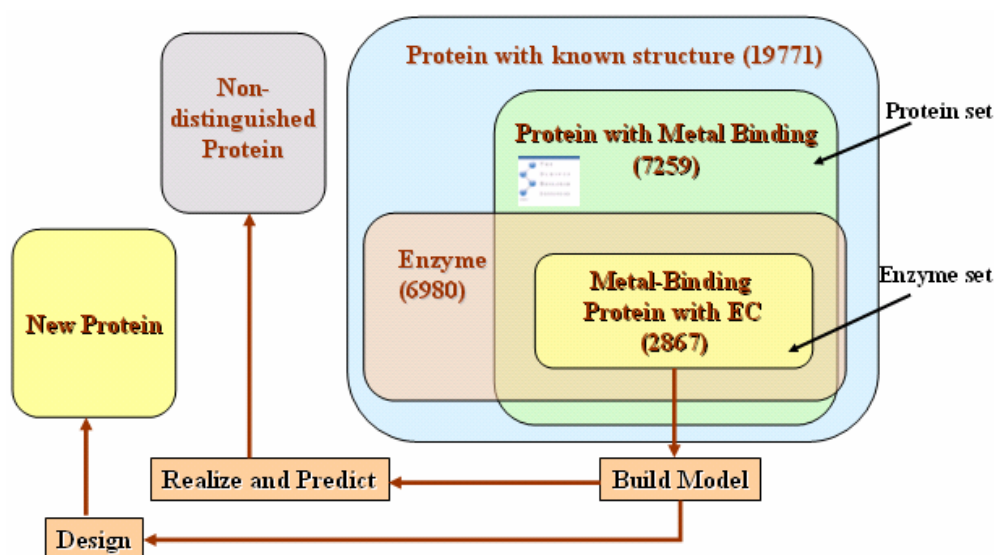 Protein with known structure (19771)
Non-
distinguished
Protein
Protein set
Protein with Metal Binding
(7259)
Enzyme
(6980)
Enzyme set
Metal-Binding
Protein with EC
(2867)
New Protein
Realize and Predict
Build Model
Design